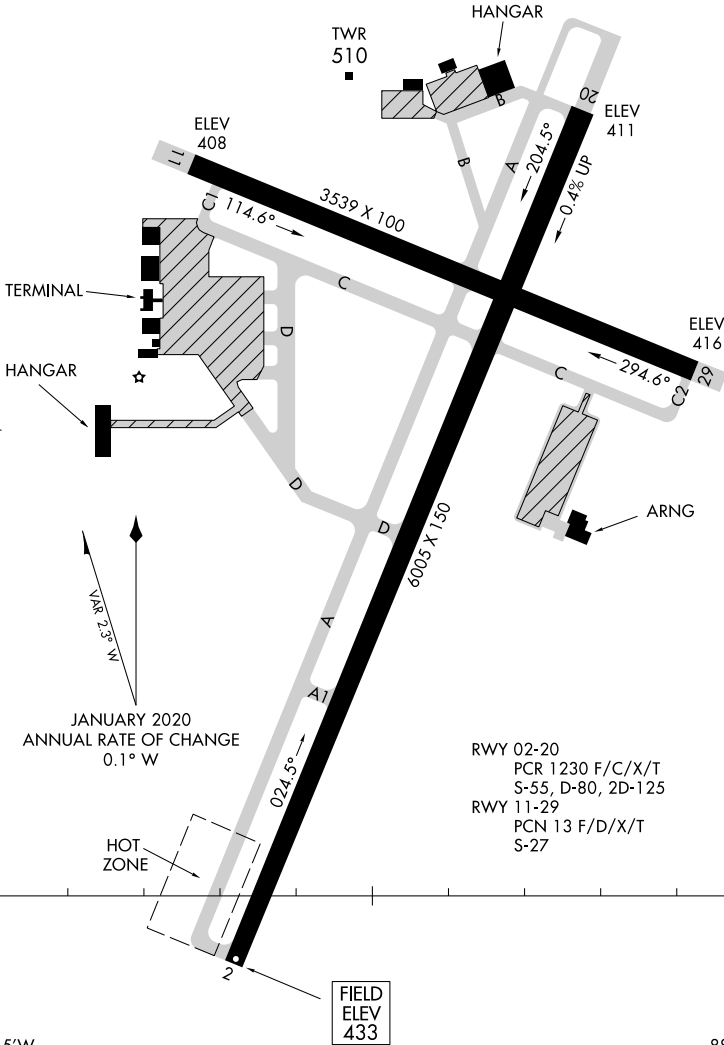 HANGAR
TWR
510
B
20
ELEV
411
ELEV
408
11
A
204.5°
0.4% UP
B
C1
114.6°
3539 X 100
TERMINAL
C
D
ELEV
416
HANGAR
C
294.6°
29
C2
D
D
ARNG
6005 X 150
VAR 2.3° W
A
A1
JANUARY 2020
ANNUAL RATE OF CHANGE
0.1° W
024.5°
RWY 02-20
PCR 1230 F/C/X/T
S-55, D-80, 2D-125
RWY 11-29
PCN 13 F/D/X/T
S-27
HOT
ZONE
2
FIELD
ELEV
433